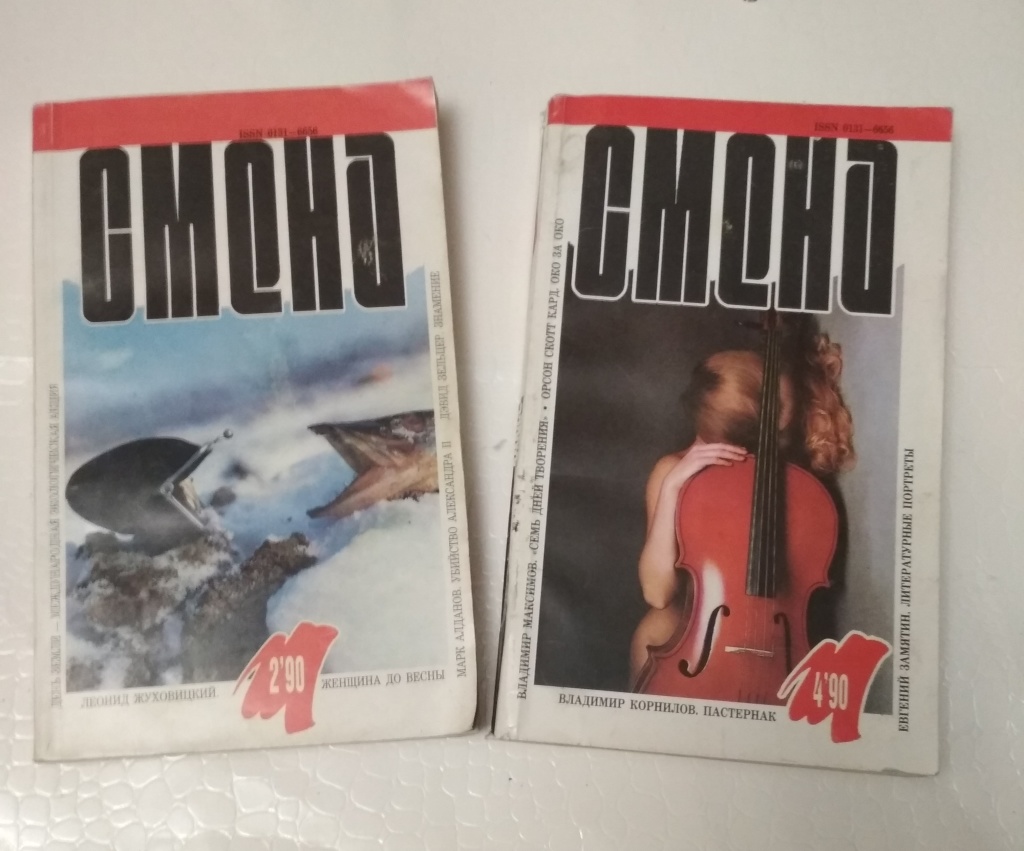 ISSN 0131—6656
СМЕНА
ДЕНЬ ЗЕМЛИ — МЕЖДУНАРОДНАЯ ЭКОЛОГИЧЕСКАЯ АКЦИЯ
МАРК АЛДАНОВ. УБИЙСТВО АЛЕКСАНДРА II ДЭВИД ЗЕЛЬЦЕР ЗНАМЕНИЕ
ЛЕОНИД ЖУХОВИЦКИЙ
2'90
ЖЕНЩИНА ДО ВЕСНЫ
ISSN 0131—6656
СМЕНА
ВЛАДИМИР МАКСИМОВ. «СЕМЬ ДНЕЙ ТВОРЕНИЯ» • ОРСОН СКОТТ КАРД. ОКО ЗА ОКО
ВЛАДИМИР КОРНИЛОВ. ПАСТЕРНАК
4'90
ЕВГЕНИЙ ЗАМЯТИН. ЛИТЕРАТУРНЫЕ ПОРТРЕТЫ